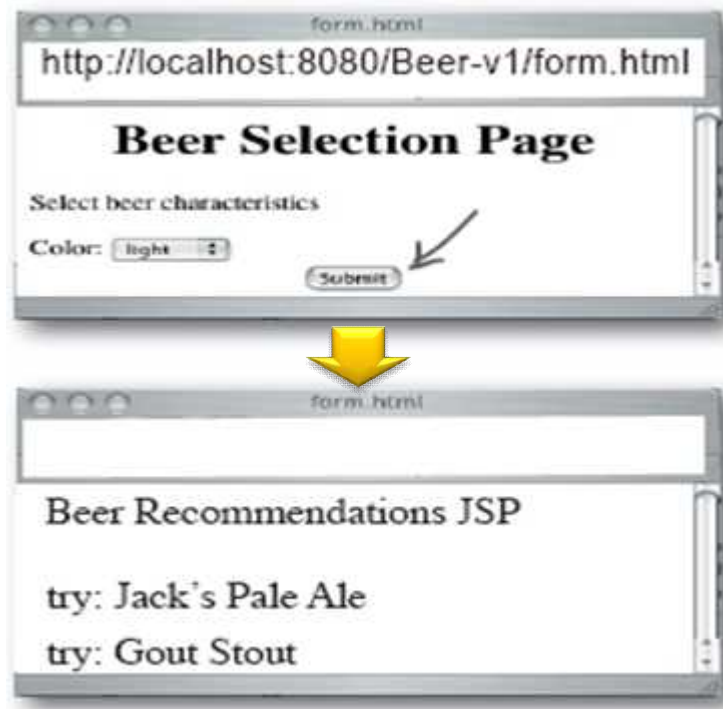 form.html
http://localhost:8080/Beer-v1/form.html
Beer Selection Page
Select beer characteristics
Color: light
Submit
form.html
Beer Recommendations JSP
try: Jack's Pale Ale
try: Gout Stout